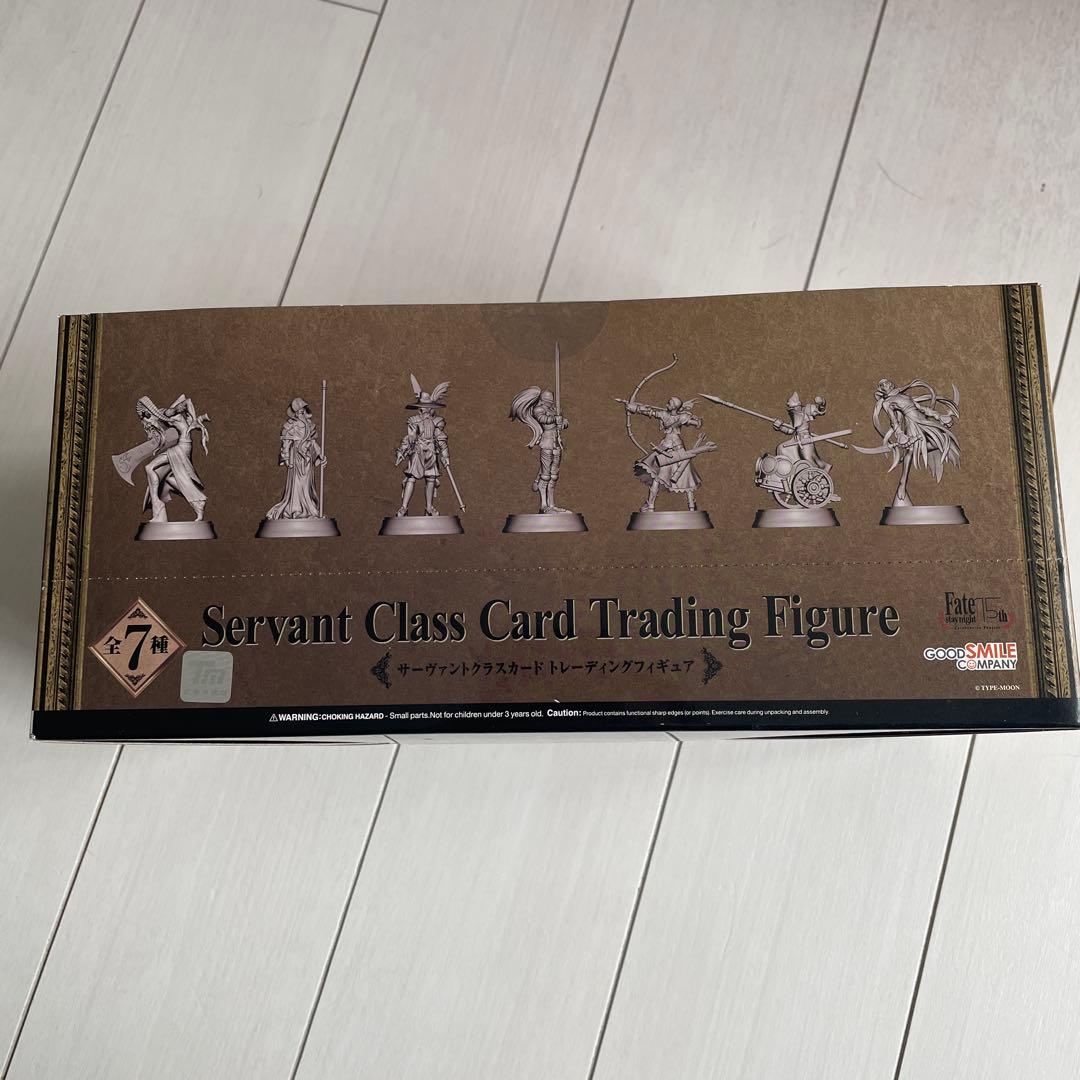 全7種
Servant Class Card Trading Figure
サーヴァントクラスカード トレーディングフィギュア
Fate
stay night
15th
GOOD SMILE
COMPANY
© TYPE-MOON
⚠WARNING:CHOKING HAZARD - Small parts.Not for children under 3 years old. Caution: Product contains functional sharp edges (or points). Exercise care during unpacking and assembly.